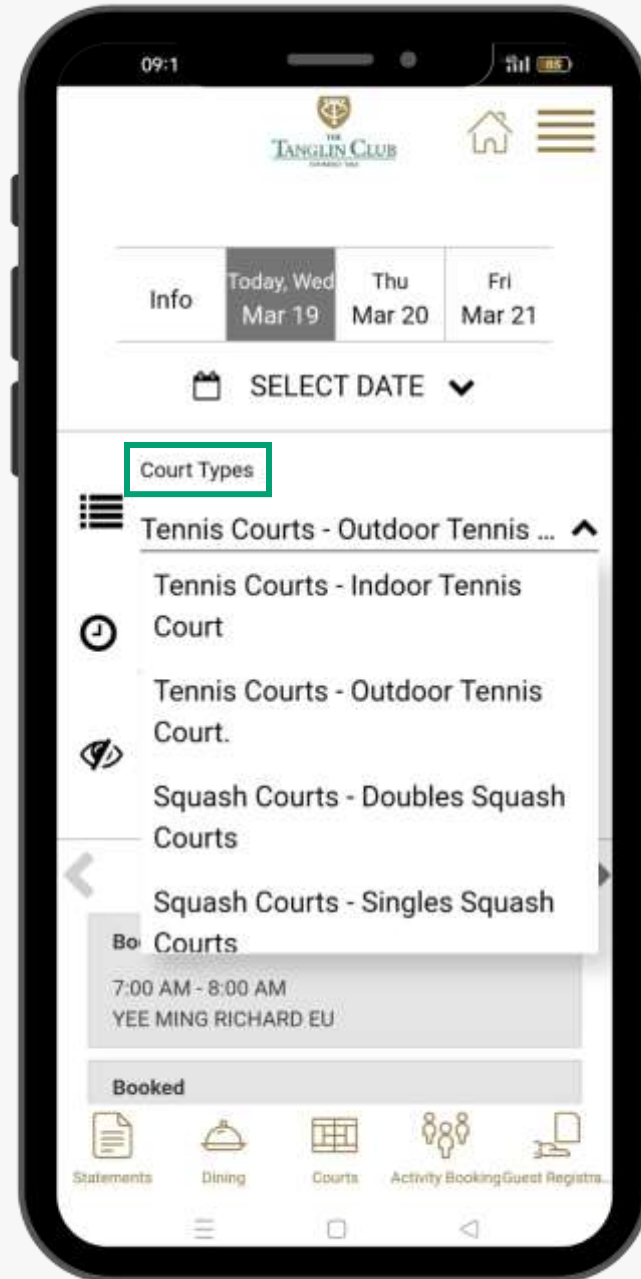 09:1
85
THE
TANGLIN CLUB
Info
Today, Wed
Mar 19
Thu
Mar 20
Fri
Mar 21
SELECT DATE
Court Types
Tennis Courts - Outdoor Tennis ...
Tennis Courts - Indoor Tennis
Court
Tennis Courts - Outdoor Tennis
Court.
Squash Courts - Doubles Squash
Courts
Squash Courts - Singles Squash
Courts
Bo
7:00 AM - 8:00 AM
YEE MING RICHARD EU
Booked
Statements
Dining
Courts
Activity Booking
Guest Registra...